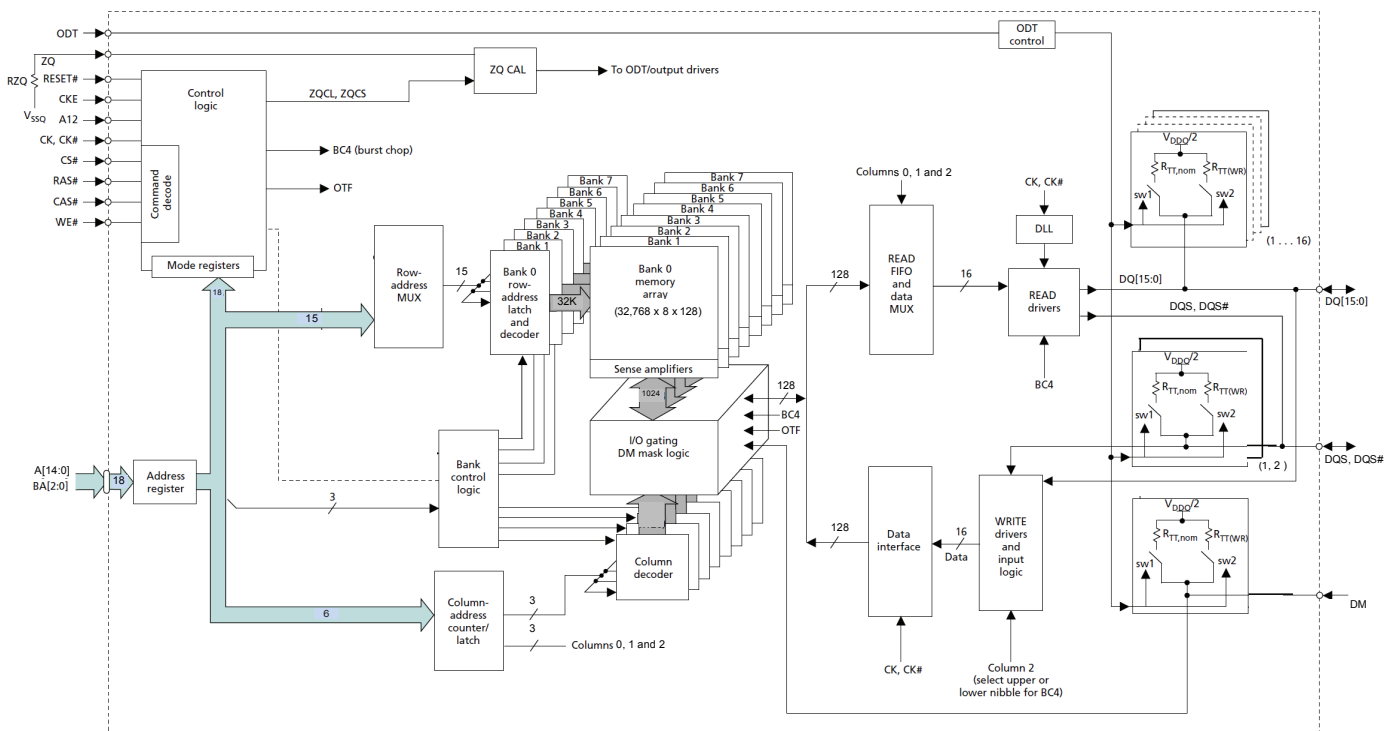 ODT
ODT
control
ZQ
RZQ
VSSQ
RESET#
CKE
A12
CK, CK#
CS#
RAS#
CAS#
WE#
Control
logic
Command
decode
Mode registers
ZQCL, ZQCS
ZQ CAL
To ODT/output drivers
BC4 (burst chop)
OTF
18
15
Row-
address
MUX
15
Bank 7
Bank 6
Bank 5
Bank 4
Bank 3
Bank 2
Bank 1
Bank 0
row-
address
latch
and
decoder
32K
Bank 7
Bank 6
Bank 5
Bank 4
Bank 3
Bank 2
Bank 1
Bank 0
memory
array
(32,768 x 8 x 128)
Sense amplifiers
1024
I/O gating
DM mask logic
128
BC4
OTF
Columns 0, 1 and 2
128
READ
FIFO
and
data
MUX
16
CK, CK#
DLL
READ
drivers
BC4
DQ[15:0]
DQS, DQS#
VDDQ/2
RTT,nom
RTT(WR)
sw1
sw2
(1 . . . 16)
DQ[15:0]
VDDQ/2
RTT,nom
RTT(WR)
sw1
sw2
(1, 2 )
DQS, DQS#
VDDQ/2
RTT,nom
RTT(WR)
sw1
sw2
DM
A[14:0]
BA[2:0]
18
Address
register
3
Bank
control
logic
6
Column-
address
counter/
latch
3
3
Columns 0, 1 and 2
Column
decoder
128
Data
interface
CK, CK#
16
Data
WRITE
drivers
and
input
logic
Column 2
(select upper or
lower nibble for BC4)